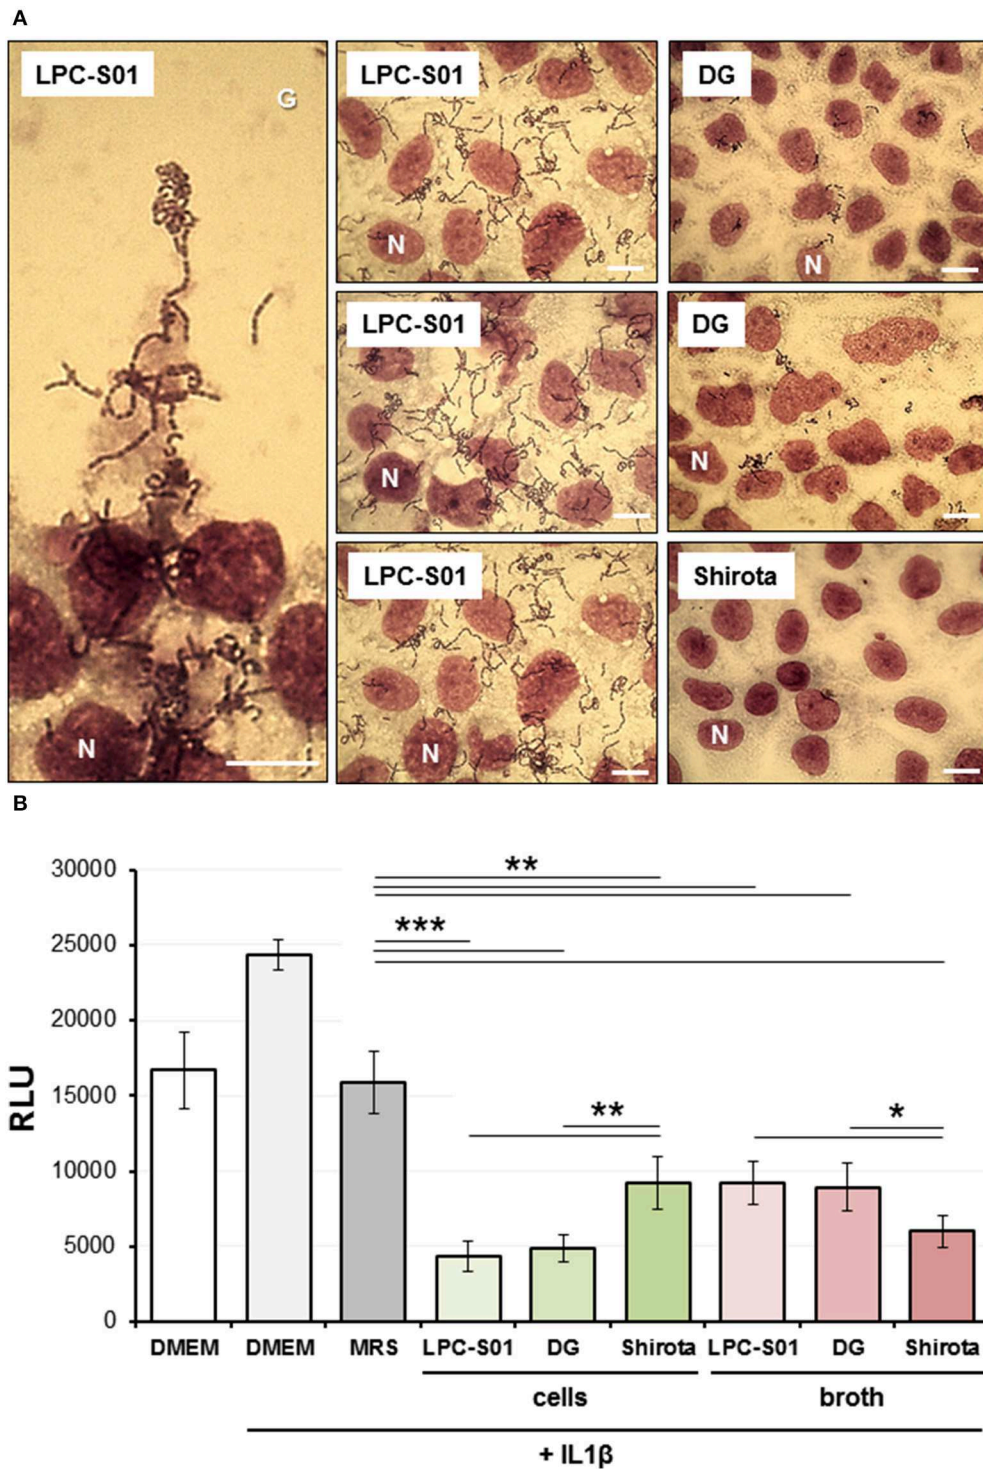 A
LPC-S01
G
LPC-S01
N
DG
N
LPC-S01
N
DG
N
LPC-S01
N
Shirota
N
N
B
30000
25000
20000
15000
10000
5000
0
RLU
**
***
**
*
DMEM DMEM MRS LPC-S01 DG Shirota LPC-S01 DG Shirota
cells broth
+ IL1β